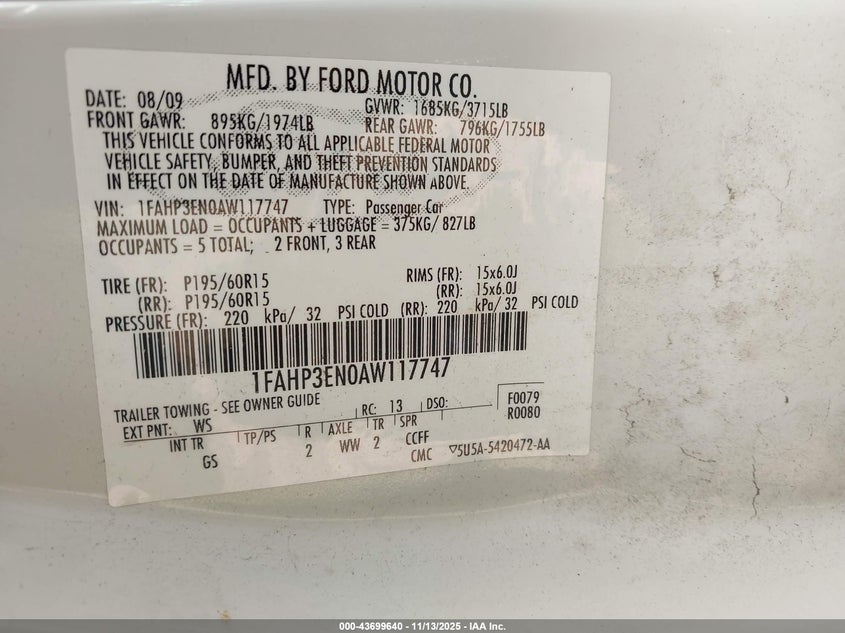 MFD. BY FORD MOTOR CO.
DATE: 08/09 GVWR: 1685KG/3715LB
FRONT GAWR: 895KG/1974LB REAR GAWR: 796KG/1755LB
THIS VEHICLE CONFORMS TO ALL APPLICABLE FEDERAL MOTOR
VEHICLE SAFETY, BUMPER, AND THEFT PREVENTION STANDARDS
IN EFFECT ON THE DATE OF MANUFACTURE SHOWN ABOVE.
VIN: 1FAHP3EN0AW117747 TYPE: Passenger Car
MAXIMUM LOAD = OCCUPANTS + LUGGAGE = 375KG/ 827LB
OCCUPANTS = 5 TOTAL; 2 FRONT, 3 REAR
TIRE (FR): P195/60R15 RIMS (FR): 15x6.0J
(RR): P195/60R15 (RR): 15x6.0J
PRESSURE (FR): 220 kPa/ 32 PSI COLD (RR): 220 kPa/ 32 PSI COLD
1FAHP3EN0AW117747
TRAILER TOWING - SEE OWNER GUIDE RC: 13 DSO: F0079
R0080
EXT PNT: WS
INT TR TP/PS R AXLE TR SPR
GS 2 WW 2 CCFF
CMC ▽5U5A-5420472-AA
000-43699640 - 11/13/2025 - IAA Inc.